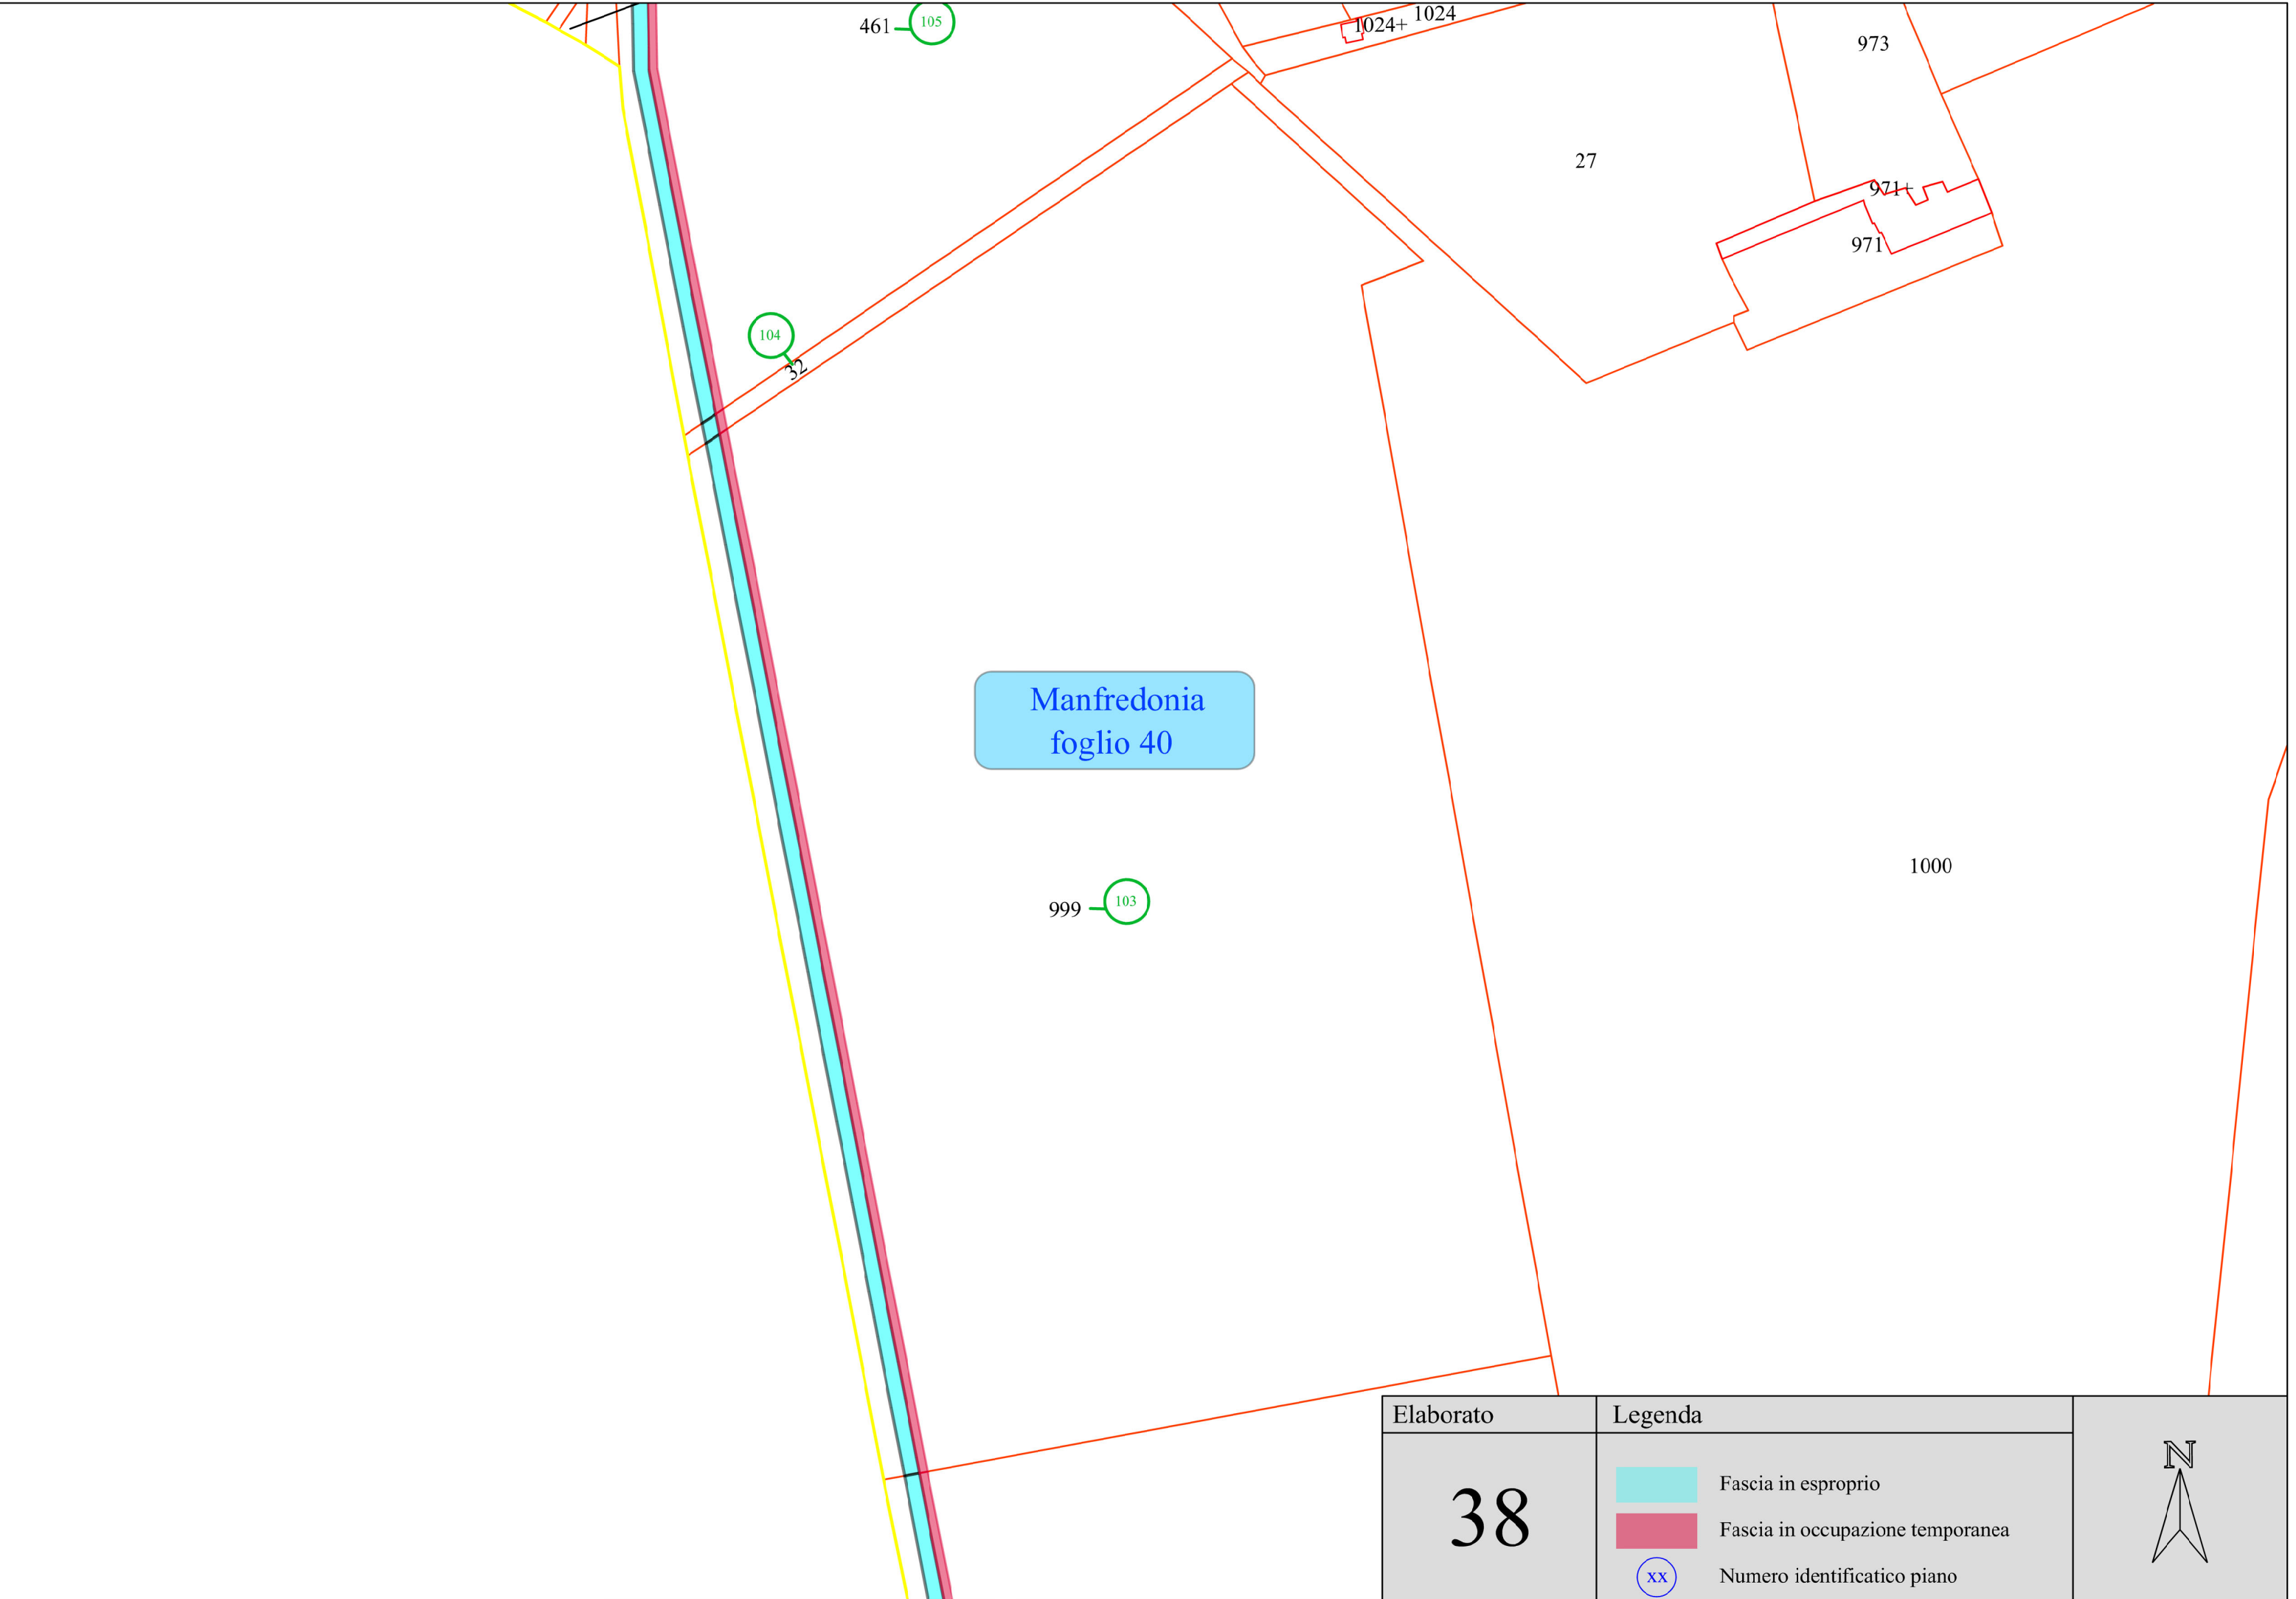 461
105
1024+
1024
973
27
971+
971
104
32
Manfredonia
foglio 40
999
103
1000
Elaborato
Legenda
38
Fascia in esproprio
Fascia in occupazione temporanea
xx
Numero identificatico piano
N